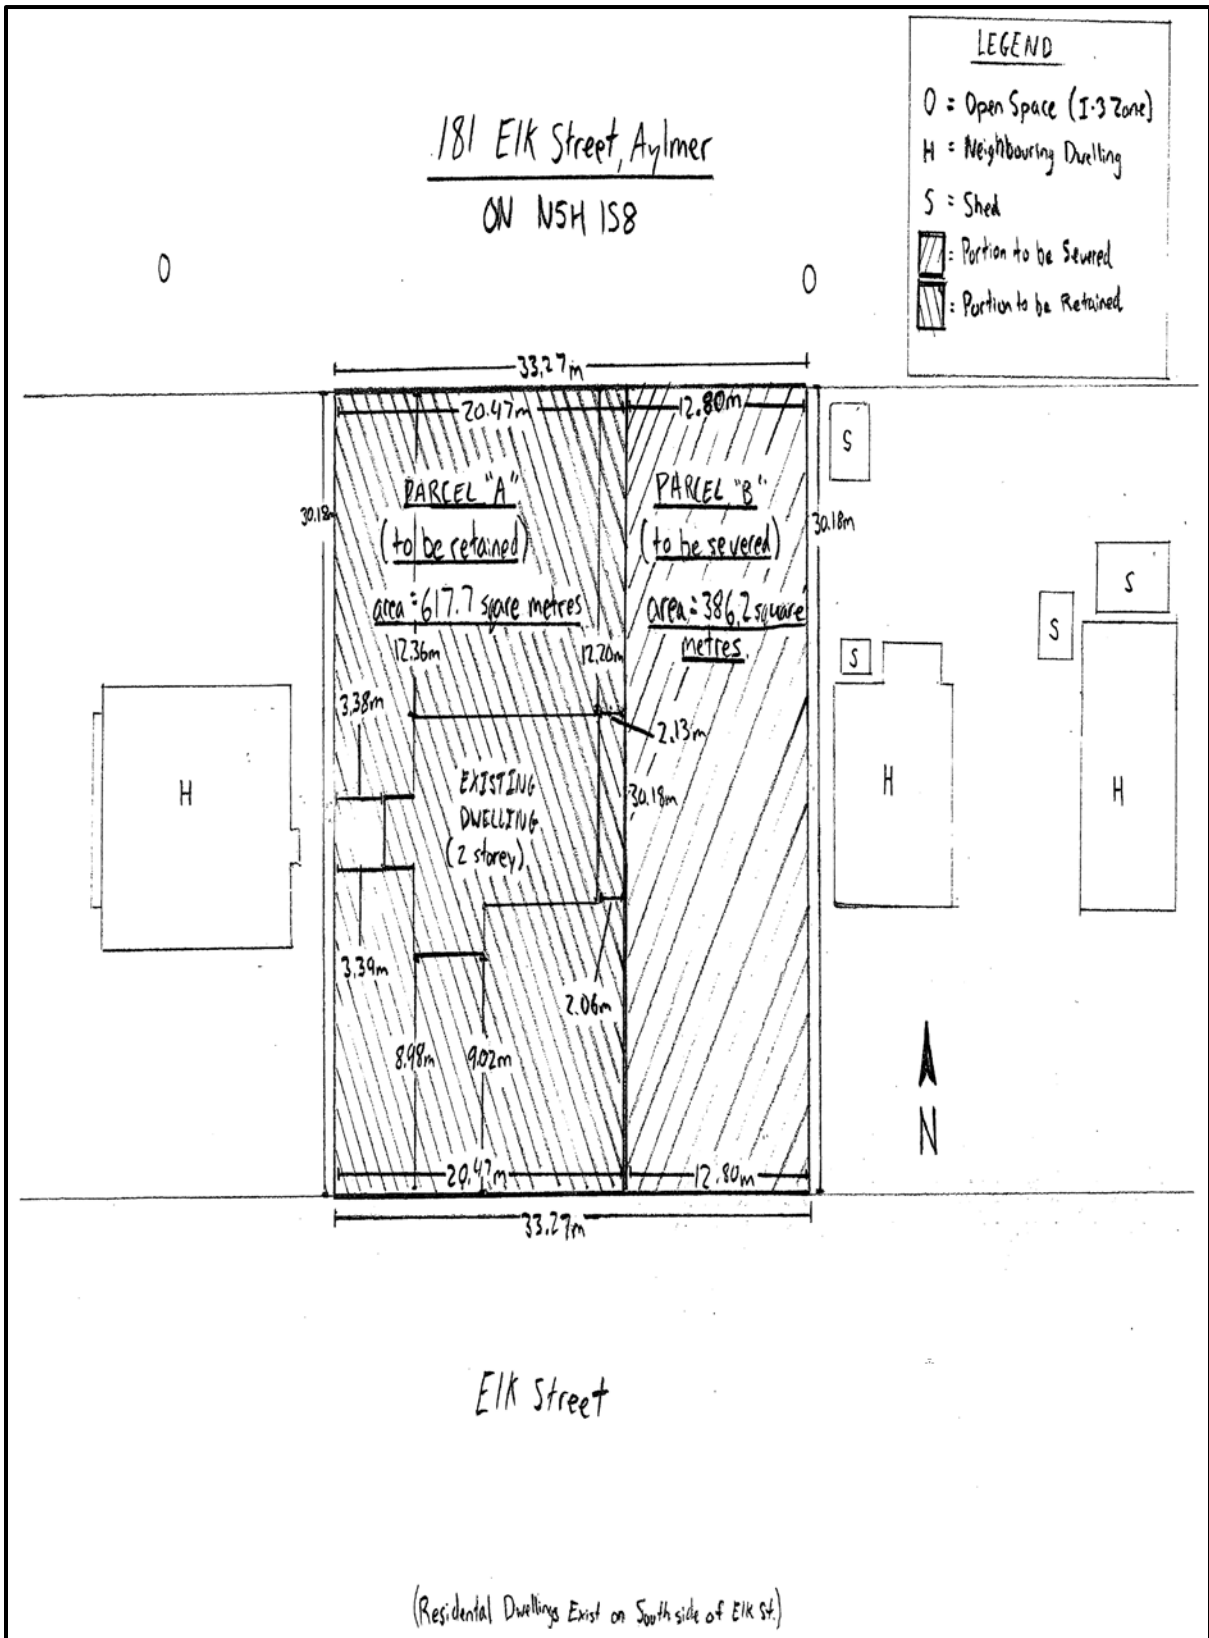 LEGEND
O = Open Space (I-3 Zone)
H = Neighbouring Dwelling
S = Shed
= Portion to be Severed
= Portion to be Retained
181 Elk Street, Aylmer
ON N5H 1S8
O
O
33.27m
20.47m
12.80m
S
PARCEL "A"
(to be retained)
area = 617.7 sqare metres
PARCEL "B"
(to be severed)
area = 386.2 square
metres.
30.18m
30.18m
S
S
S
12.36m
12.20m
3.38m
2.13m
H
EXISTING
DWELLING
(2 storey)
30.18m
H
H
3.39m
2.06m
8.98m
9.02m
N
20.47m
12.80m
33.27m
Elk Street
(Residental Dwellings Exist on South side of Elk St.)